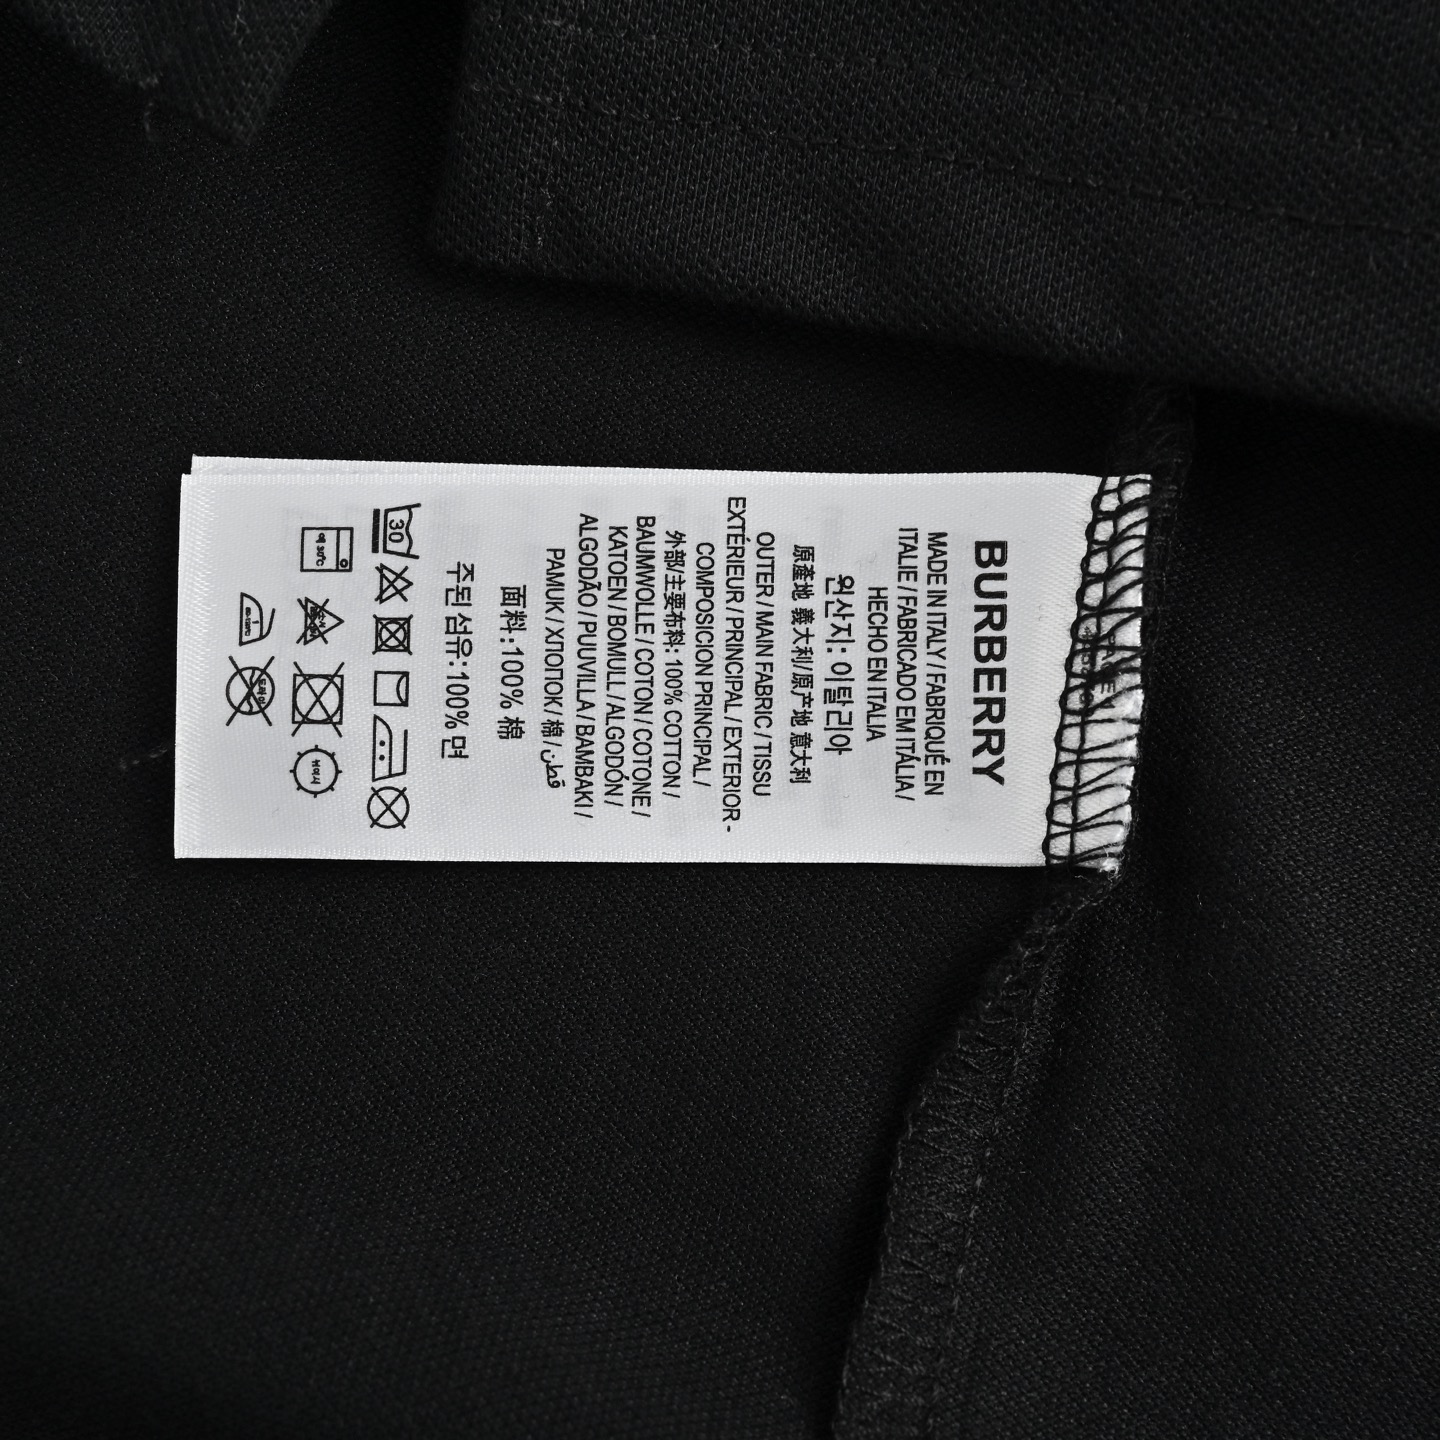 BURBERRY
MADE IN ITALY / FABRIQUÉ EN
ITALIE / FABRICADO EM ITÁLIA /
HECHO EN ITALIA
원산지: 이탈리아
原產地 義大利/原产地 意大利
OUTER / MAIN FABRIC / TISSU
EXTÉRIEUR / PRINCIPAL / EXTERIOR -
COMPOSICION PRINCIPAL /
外部/主要布料: 100% COTTON /
BAUMWOLLE / COTON / COTONE /
KATOEN / BOMULL / ALGODÓN /
ALGODÃO / PUUVILLA / BAMBAKI /
PAMUK / ХЛОПОК / 棉 / قطن
面料:100% 棉
주된 섬유:100% 면
30
약 30℃